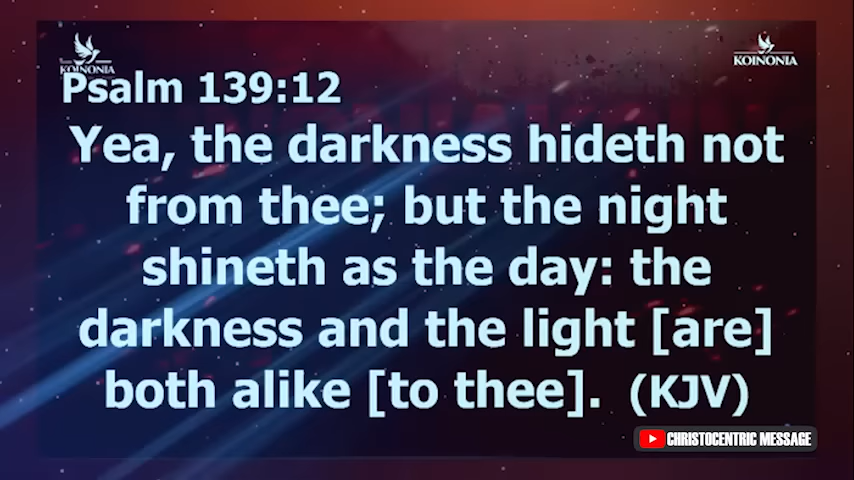 KOINONIA
KOINONIA
Psalm 139:12
Yea, the darkness hideth not
from thee; but the night
shineth as the day: the
darkness and the light [are]
both alike [to thee]. (KJV)
CHRISTOCENTRIC MESSAGE